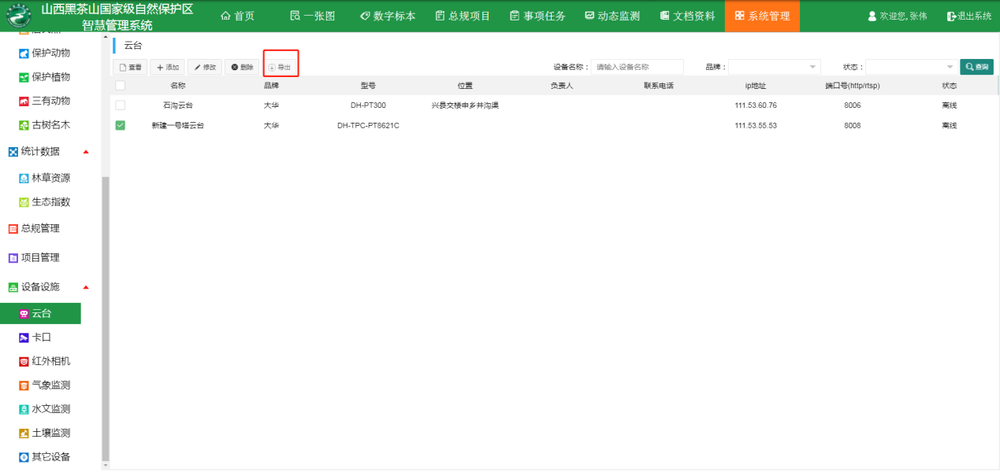 山西黑茶山国家级自然保护区
智慧管理系统
首页 一张图 数字标本 总规项目 事项任务 动态监测 文档资料 系统管理 欢迎您, 张伟 退出系统
保护动物
保护植物
三有动物
古树名木
统计数据
林草资源
生态指数
总规管理
项目管理
设备设施
云台
卡口
红外相机
气象监测
水文监测
土壤监测
其它设备
云台
查看 添加 修改 删除 导出 设备名称： 请输入设备名称 品牌： 状态： 查询
名称 品牌 型号 位置 负责人 联系电话 ip地址 端口号(http/rtsp) 状态
石沟云台 大华 DH-PT300 兴县交楼申乡井沟渠 111.53.60.76 8006 离线
新建一号塔云台 大华 DH-TPC-PT8621C 111.53.55.53 8008 离线